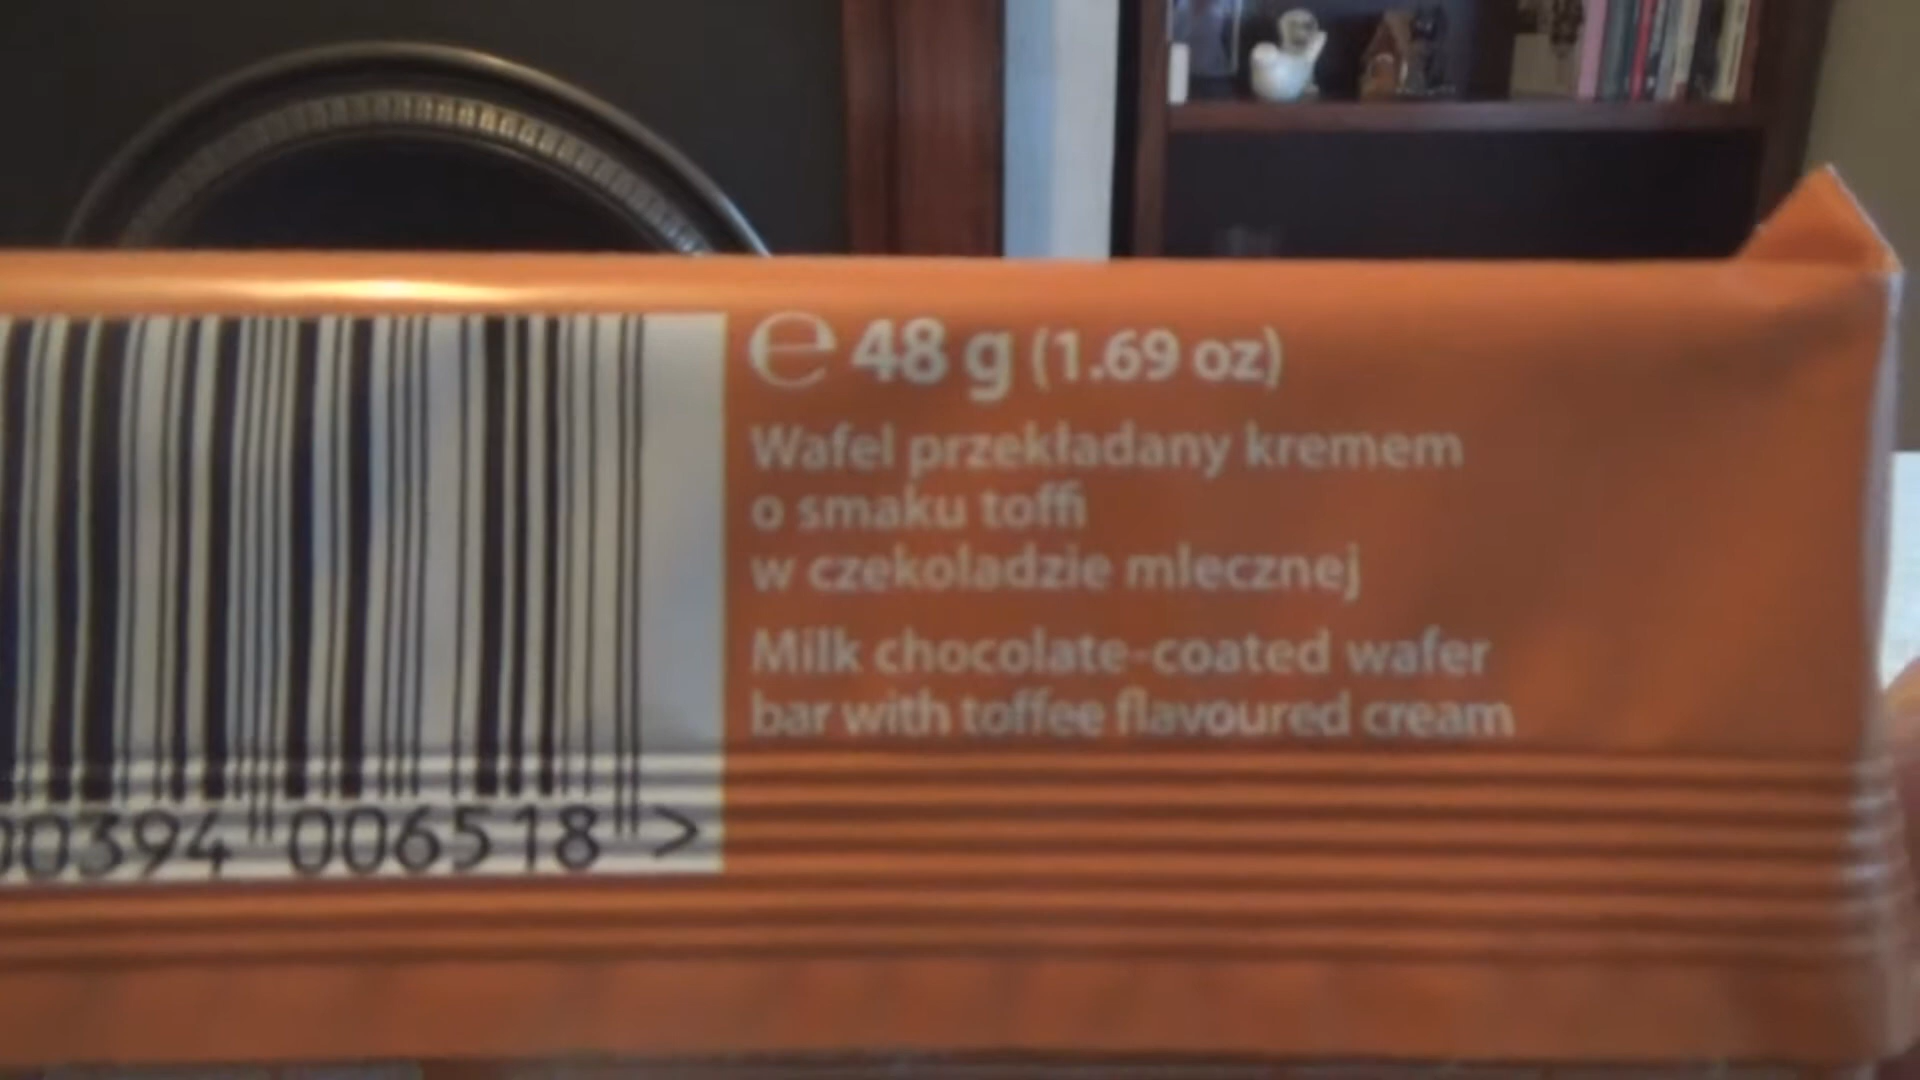 ℮ 48 g (1.69 oz)
Wafel przekładany kremem
o smaku toffi
w czekoladzie mlecznej
Milk chocolate-coated wafer
bar with toffee flavoured cream
00394 006518 >